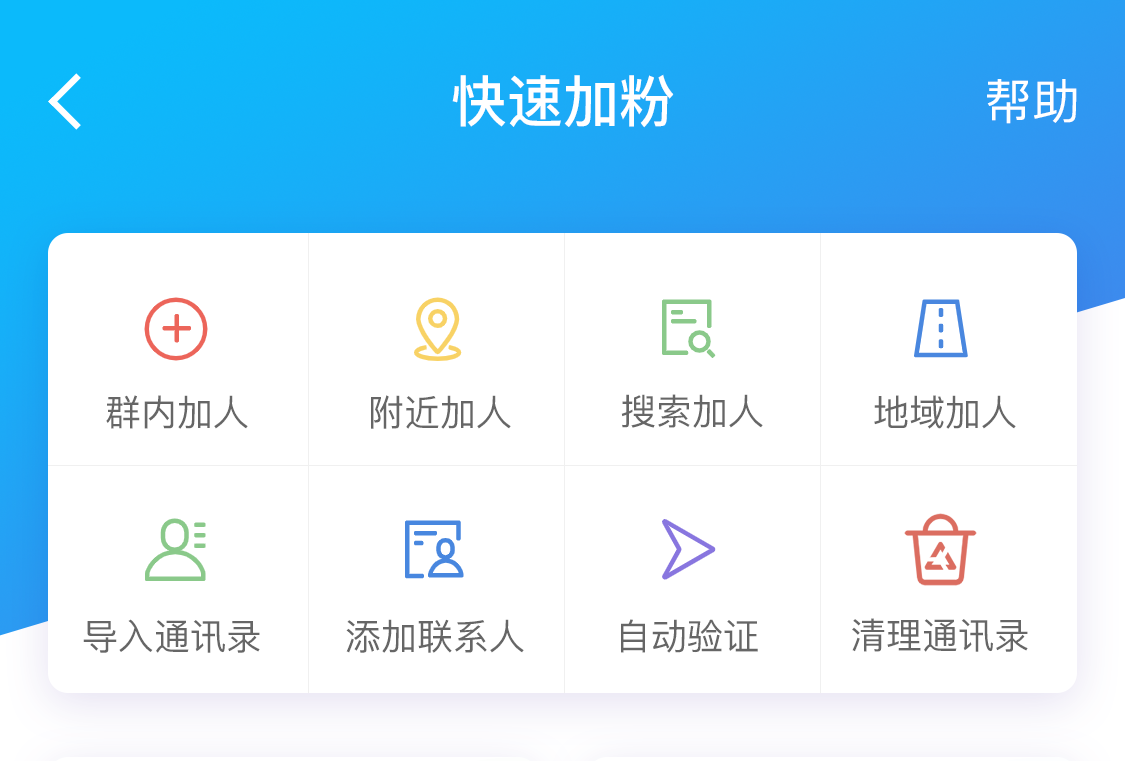 快速加粉
帮助
群内加人
附近加人
搜索加人
地域加人
导入通讯录
添加联系人
自动验证
清理通讯录